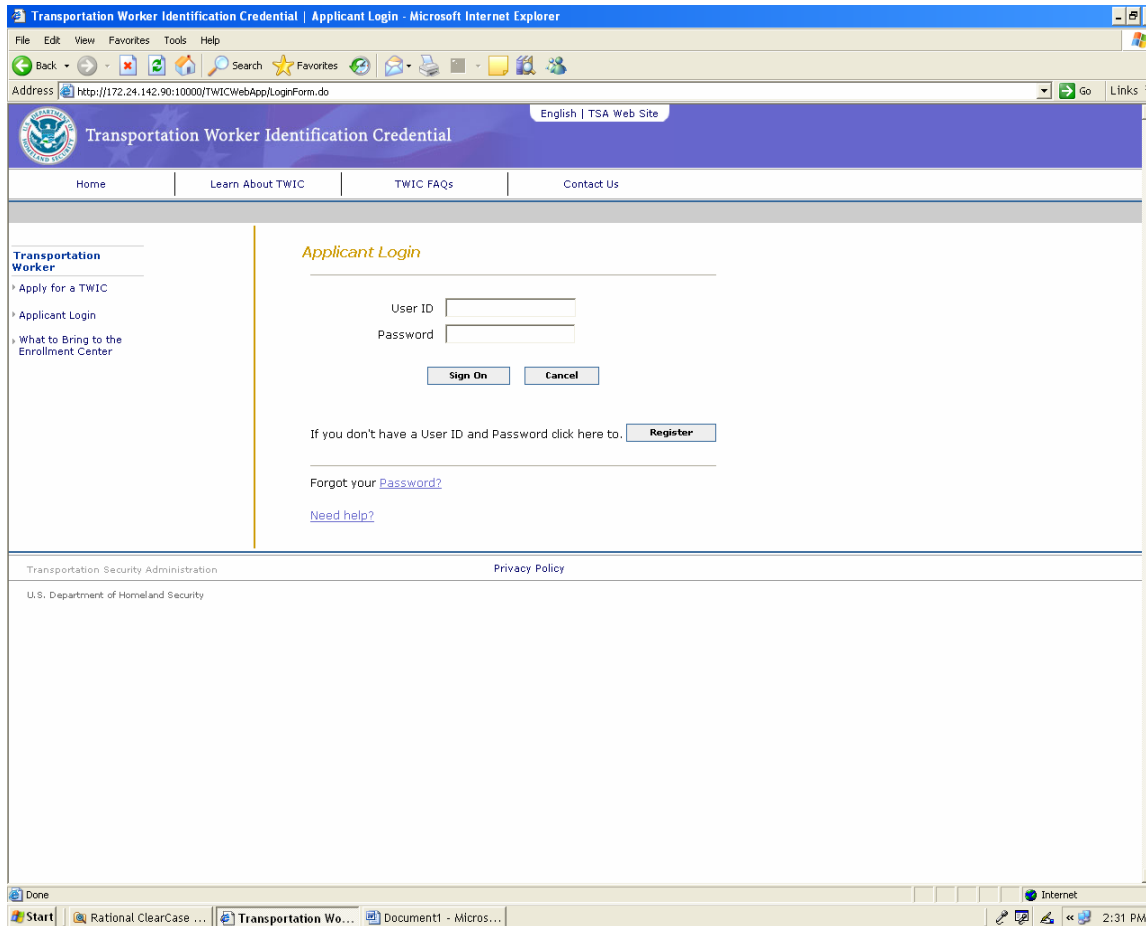 Transportation Worker Identification Credential | Applicant Login - Microsoft Internet Explorer
File Edit View Favorites Tools Help
Back Search Favorites
Address http://172.24.142.90:10000/TWICWebApp/LoginForm.do Go Links
English | TSA Web Site
Transportation Worker Identification Credential
Home Learn About TWIC TWIC FAQs Contact Us
Transportation
Worker
Apply for a TWIC
Applicant Login
What to Bring to the
Enrollment Center
Applicant Login
User ID
Password
Sign On Cancel
If you don't have a User ID and Password click here to. Register
Forgot your Password?
Need help?
Transportation Security Administration Privacy Policy
U.S. Department of Homeland Security
Done Internet
Start Rational ClearCase ... Transportation Wo... Document1 - Micros... 2:31 PM